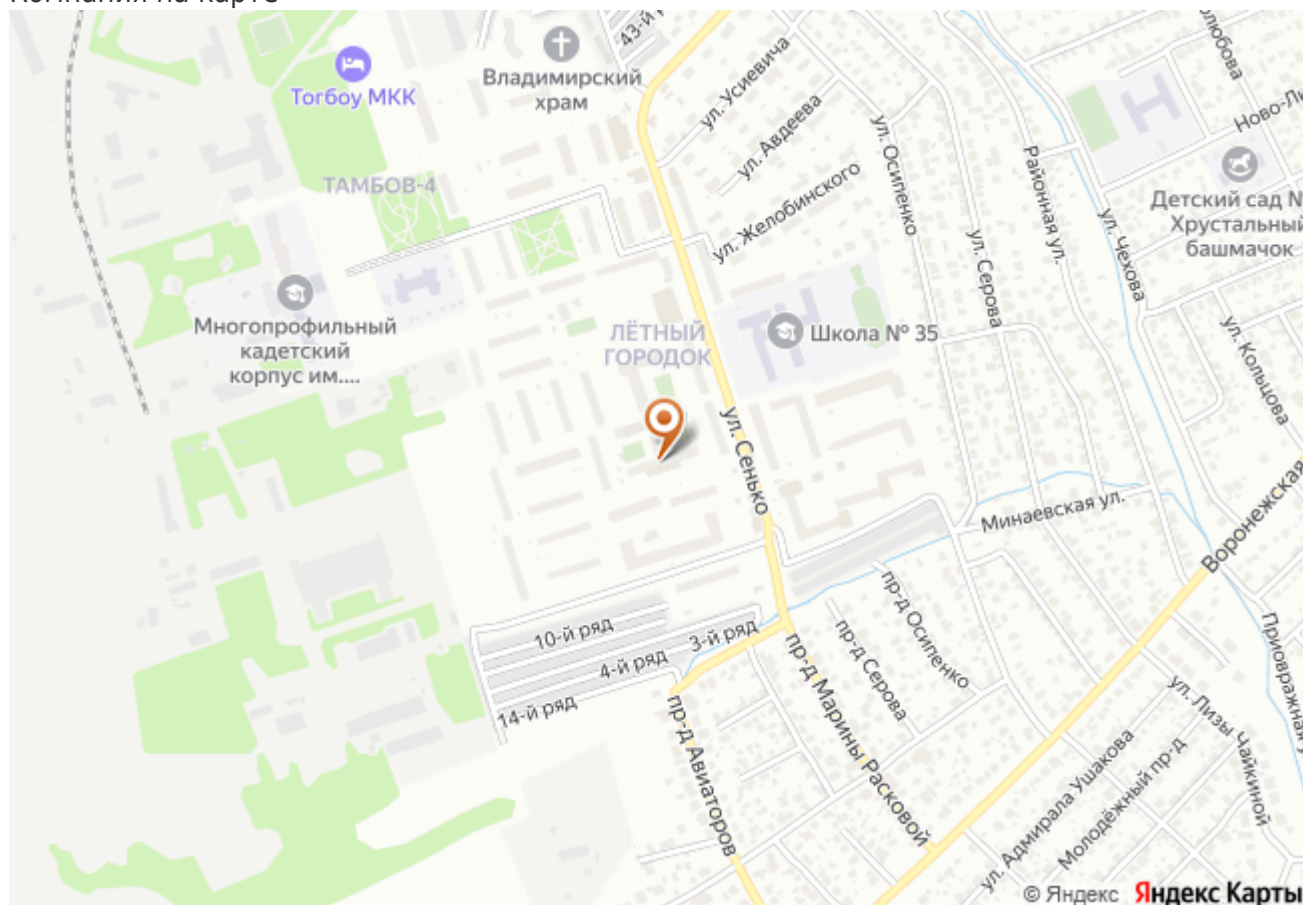 43-й ряд
Владимирский
храм
Тогбоу МКК
ул. Усиевича
ул. Авдеева
ул. Осипенко
Ново-Ли
Районная ул.
ТАМБОВ-4
ул. Желобинского
Детский сад №
Хрустальный
башмачок
ул. Чехова
ул. Серова
Многопрофильный
кадетский
корпус им....
ЛЁТНЫЙ
ГОРОДОК
Школа № 35
ул. Кольцова
ул. Сенько
Минаевская ул.
Воронежская
10-й ряд
3-й ряд
4-й ряд
14-й ряд
пр-д Осипенко
пр-д Серова
пр-д Марины Расковой
пр-д Авиаторов
Приовражная у
ул. Лизы Чайкиной
ул. Адмирала Ушакова
Молодёжный пр-д
© Яндекс Яндекс Карты